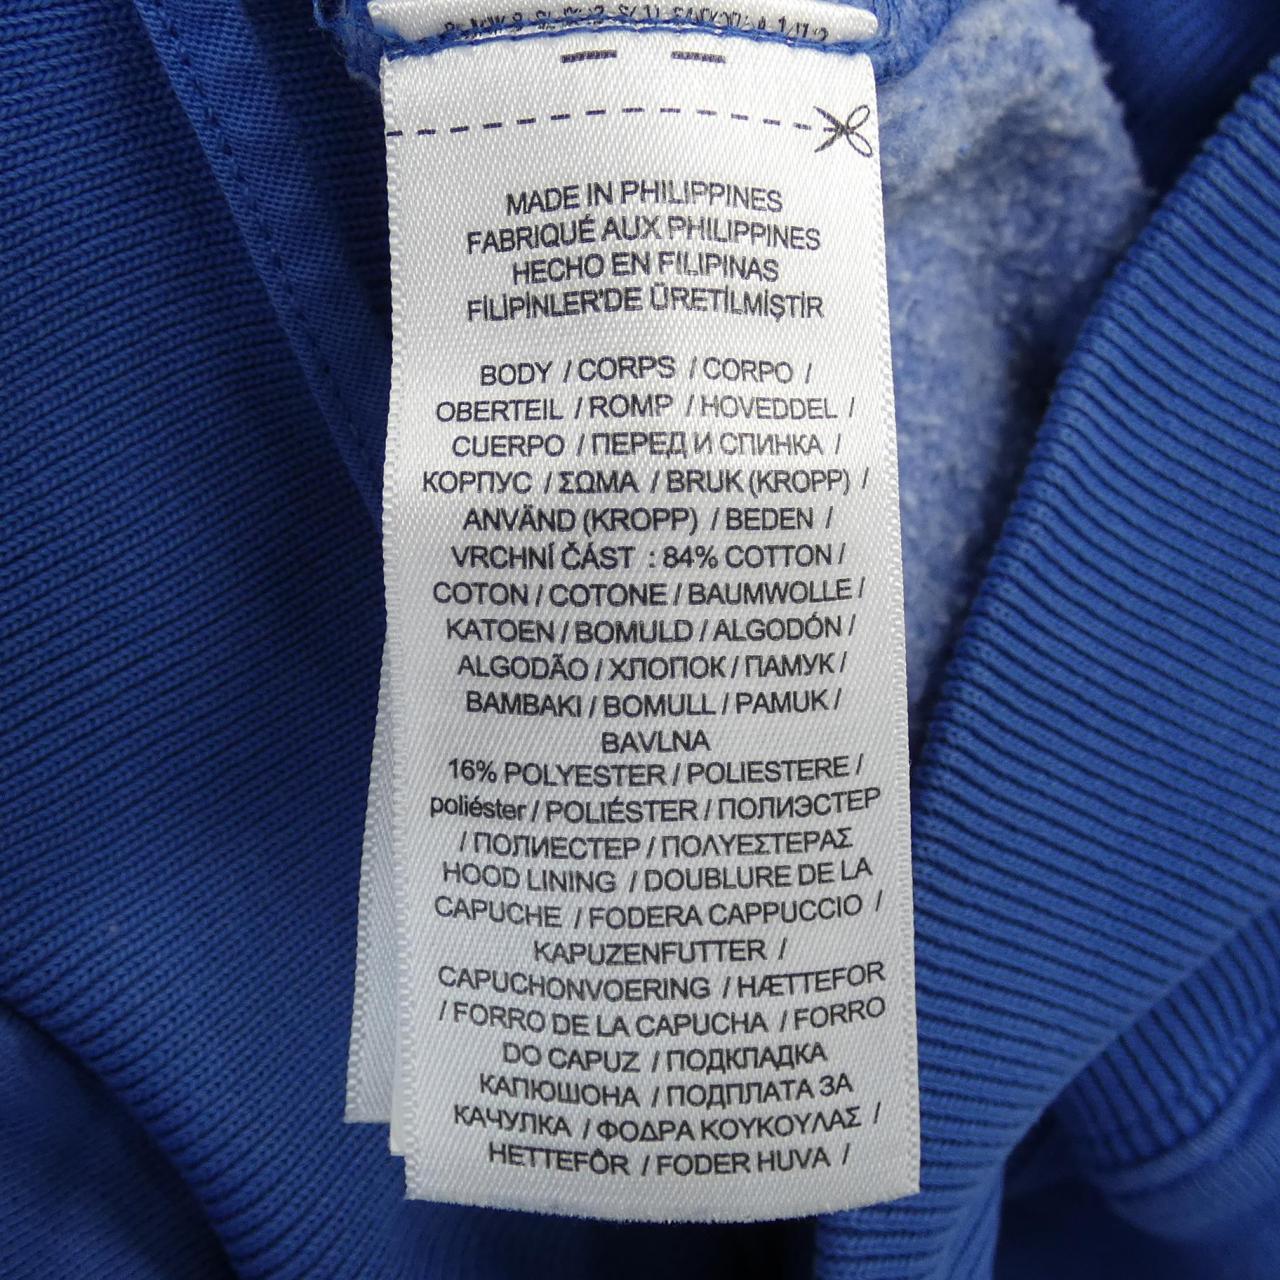 MADE IN PHILIPPINES
FABRIQUÉ AUX PHILIPPINES
HECHO EN FILIPINAS
FİLİPİNLER'DE ÜRETİLMİŞTİR
BODY / CORPS / CORPO /
OBERTEIL / ROMP / HOVEDDEL /
CUERPO / ПЕРЕД И СПИНКА /
КОРПУС / ΣΩΜΑ / BRUK (KROPP) /
ANVÄND (KROPP) / BEDEN /
VRCHNÍ ČÁST : 84% COTTON /
COTON / COTONE / BAUMWOLLE /
KATOEN / BOMULD / ALGODÓN /
ALGODÃO / ХЛОПОК / ПАМУК /
ΒΑΜΒΑΚΙ / BOMULL / PAMUK /
BAVLNA
16% POLYESTER / POLIESTERE /
poliéster / POLIÉSTER / ПОЛИЭСТЕР
/ ПОЛИЕСТЕР / ΠΟΛΥΕΣΤΕΡΑΣ
HOOD LINING / DOUBLURE DE LA
CAPUCHE / FODERA CAPPUCCIO /
KAPUZENFUTTER /
CAPUCHONVOERING / HÆTTEFOR
/ FORRO DE LA CAPUCHA / FORRO
DO CAPUZ / ПОДКЛАДКА
КАПЮШОНА / ПОДПЛАТА ЗА
КАЧУЛКА / ΦΟΔΡΑ ΚΟΥΚΟΥΛΑΣ /
HETTEFÔR / FODER HUVA /